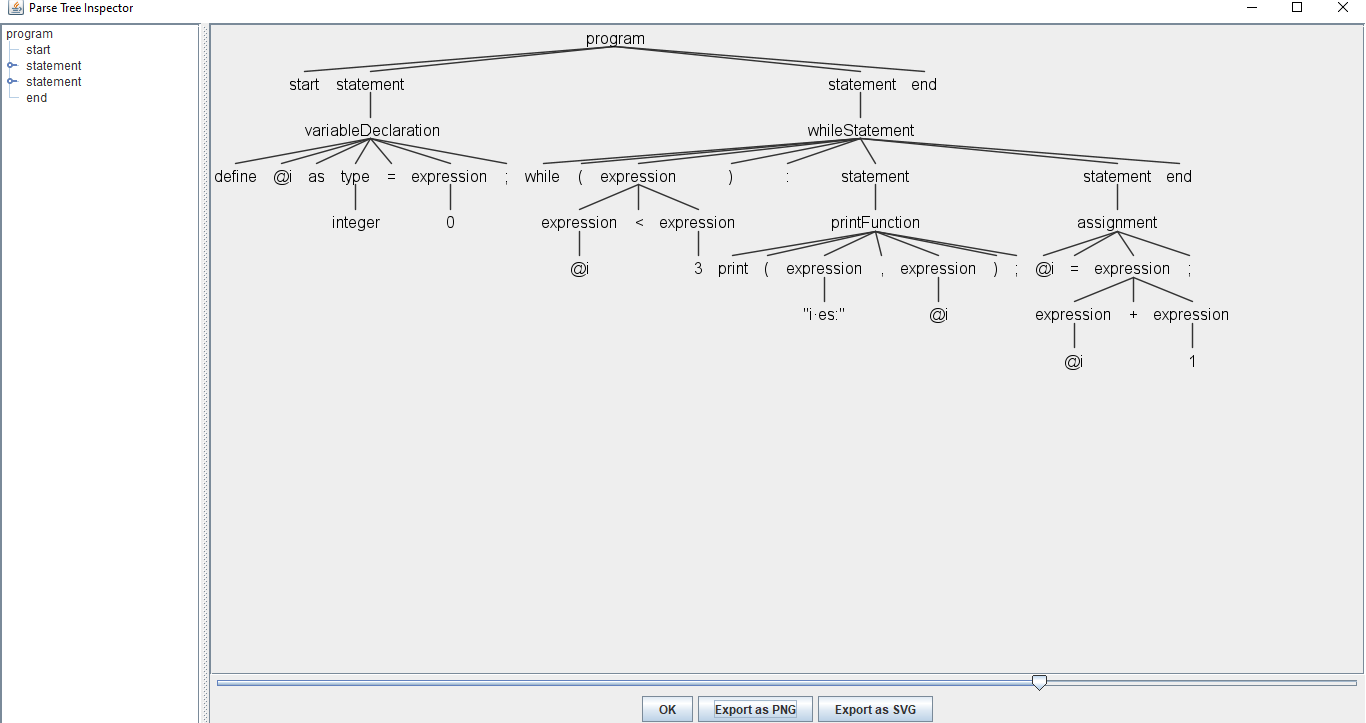 Parse Tree Inspector
program
start
statement
statement
end
program
start statement statement end
variableDeclaration whileStatement
define @i as type = expression ; while ( expression ) : statement statement end
integer 0 expression < expression printFunction assignment
@i 3 print ( expression , expression ) ; @i = expression ;
"i·es:" @i expression + expression
@i 1
OK Export as PNG Export as SVG